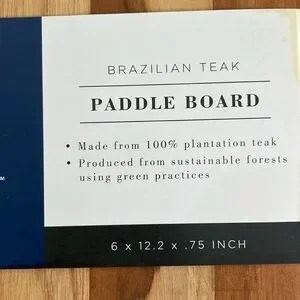 BRAZILIAN TEAK
PADDLE BOARD
• Made from 100% plantation teak
• Produced from sustainable forests
using green practices
TM
6 x 12.2 x .75 INCH